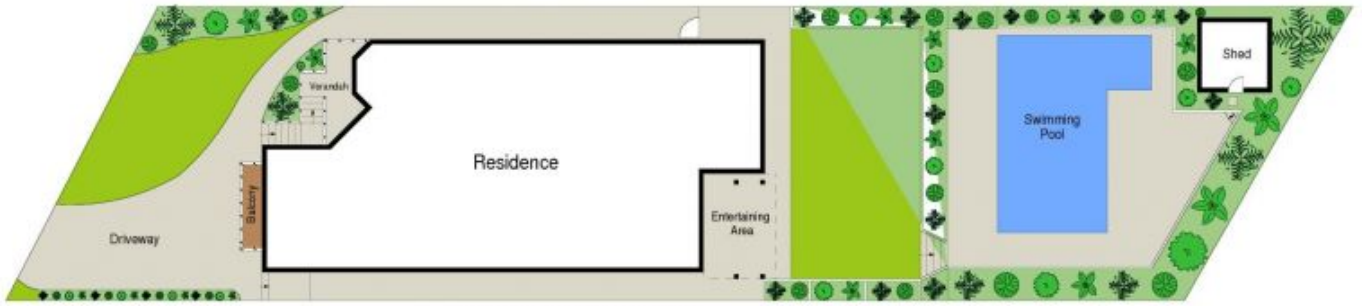 Shed
Verandah
Swimming
Pool
Residence
Balcony
Entertaining
Area
Driveway